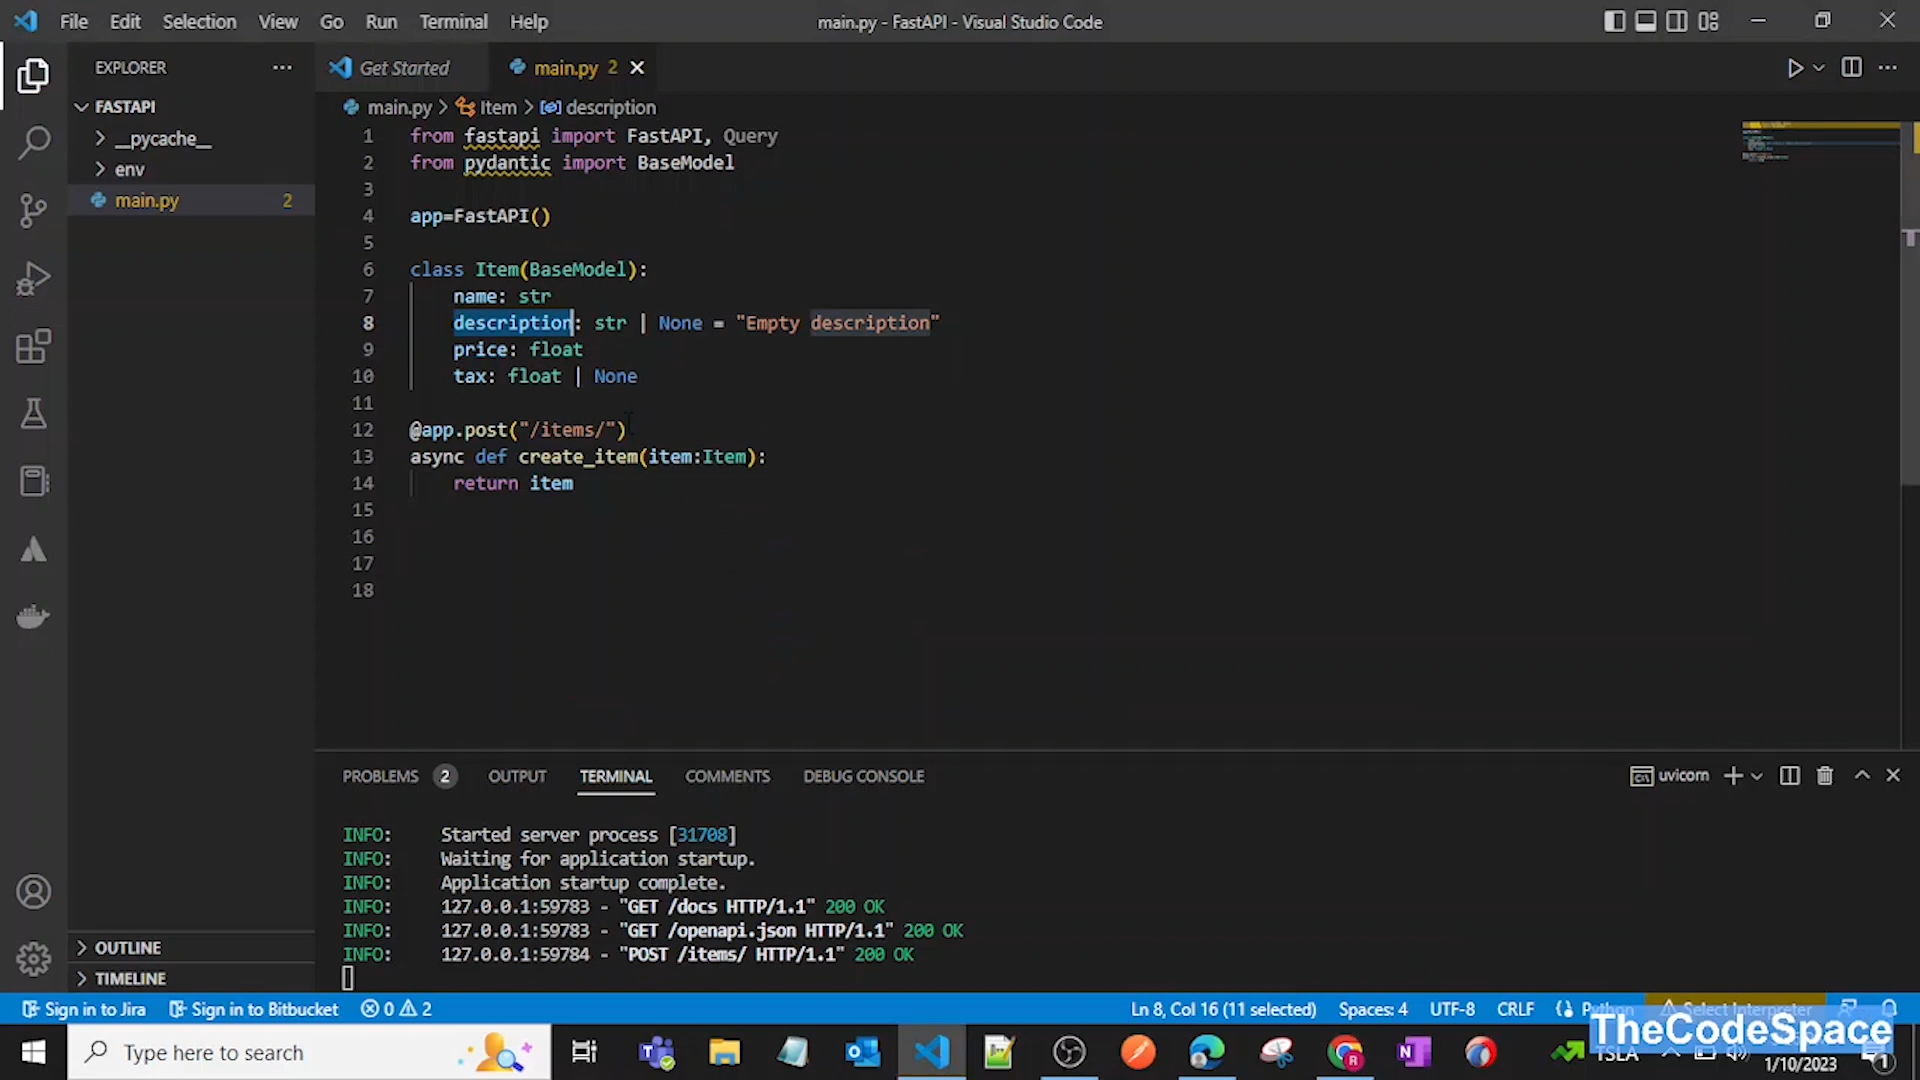 File Edit Selection View Go Run Terminal Help
main.py - FastAPI - Visual Studio Code
EXPLORER
Get Started
main.py 2
FASTAPI
main.py > Item > description
__pycache__
env
main.py 2
1 from fastapi import FastAPI, Query
2 from pydantic import BaseModel
3
4 app=FastAPI()
5
6 class Item(BaseModel):
7 name: str
8 description: str | None = "Empty description"
9 price: float
10 tax: float | None
11
12 @app.post("/items/")
13 async def create_item(item:Item):
14 return item
15
16
17
18
PROBLEMS 2 OUTPUT TERMINAL COMMENTS DEBUG CONSOLE
uvicorn
INFO: Started server process [31708]
INFO: Waiting for application startup.
INFO: Application startup complete.
INFO: 127.0.0.1:59783 - "GET /docs HTTP/1.1" 200 OK
INFO: 127.0.0.1:59783 - "GET /openapi.json HTTP/1.1" 200 OK
INFO: 127.0.0.1:59784 - "POST /items/ HTTP/1.1" 200 OK
OUTLINE
TIMELINE
Sign in to Jira Sign in to Bitbucket 0 2
Ln 8, Col 16 (11 selected) Spaces: 4 UTF-8 CRLF Python Select Interpreter
TheCodeSpace
Type here to search
TSLA
1/10/2023
1